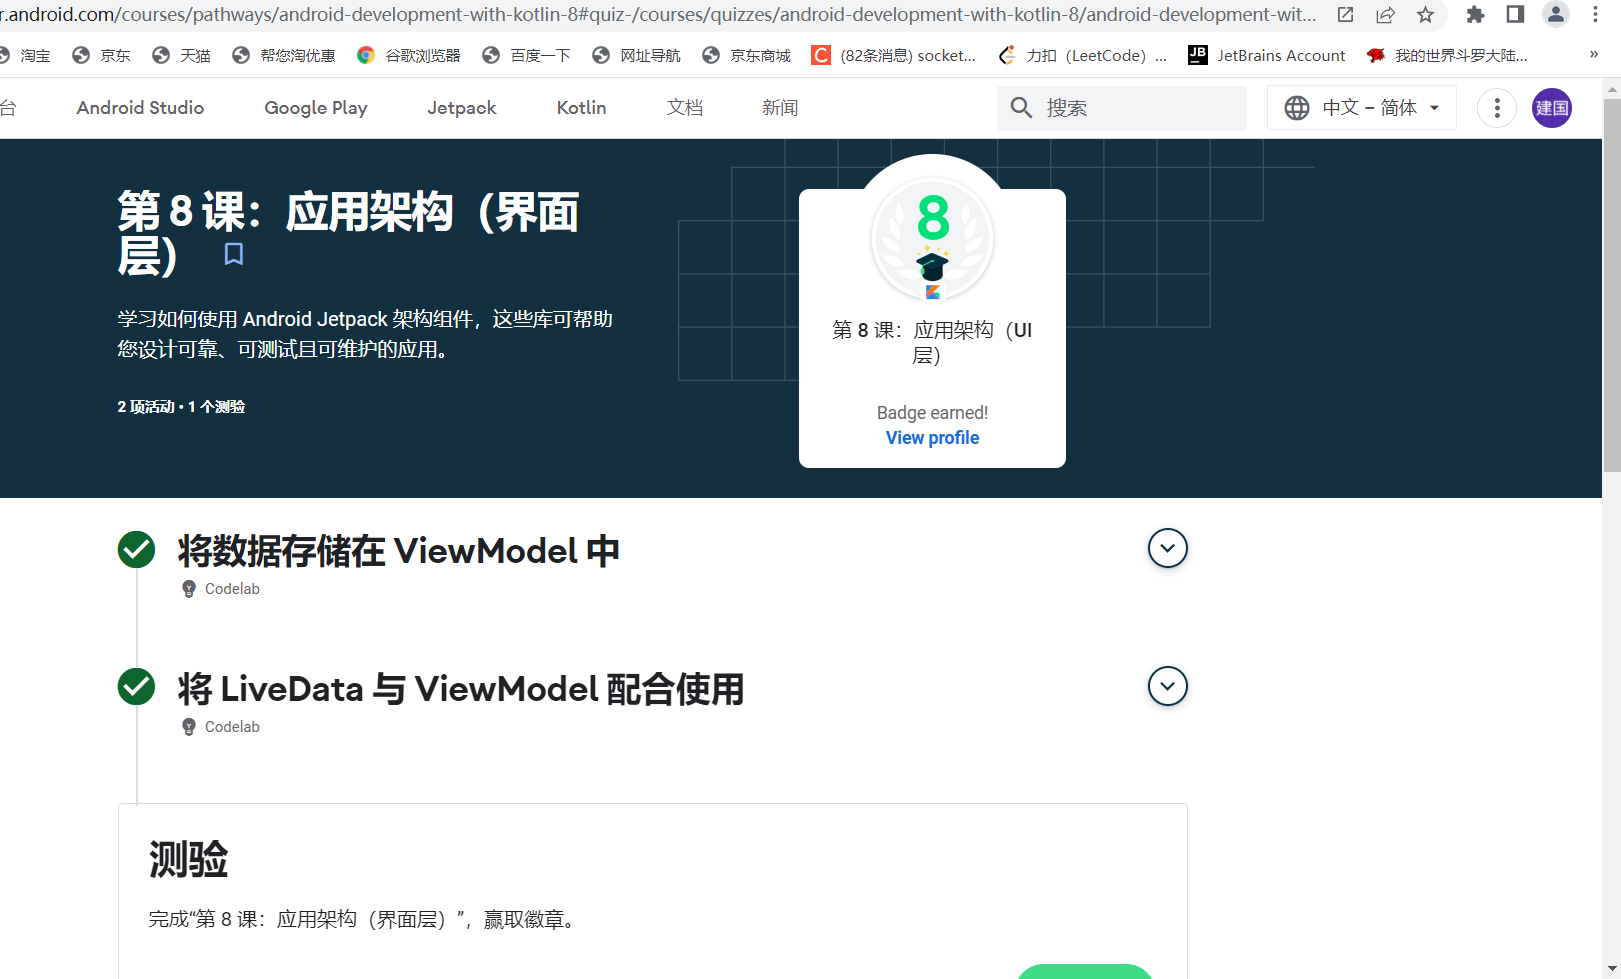 r.android.com/courses/pathways/android-development-with-kotlin-8#quiz-/courses/quizzes/android-development-with-kotlin-8/android-development-wit...
淘宝 京东 天猫 帮您淘优惠 谷歌浏览器 百度一下 网址导航 京东商城 C (82条消息) socket... 力扣（LeetCode）... JB JetBrains Account 我的世界斗罗大陆... »
台 Android Studio Google Play Jetpack Kotlin 文档 新闻 搜索 中文 – 简体 建国
第 8 课：应用架构（界面
层）
学习如何使用 Android Jetpack 架构组件，这些库可帮助
您设计可靠、可测试且可维护的应用。
2 项活动 • 1 个测验
8
第 8 课：应用架构（UI
层）
Badge earned!
View profile
将数据存储在 ViewModel 中
Codelab
将 LiveData 与 ViewModel 配合使用
Codelab
测验
完成“第 8 课：应用架构（界面层）”，赢取徽章。